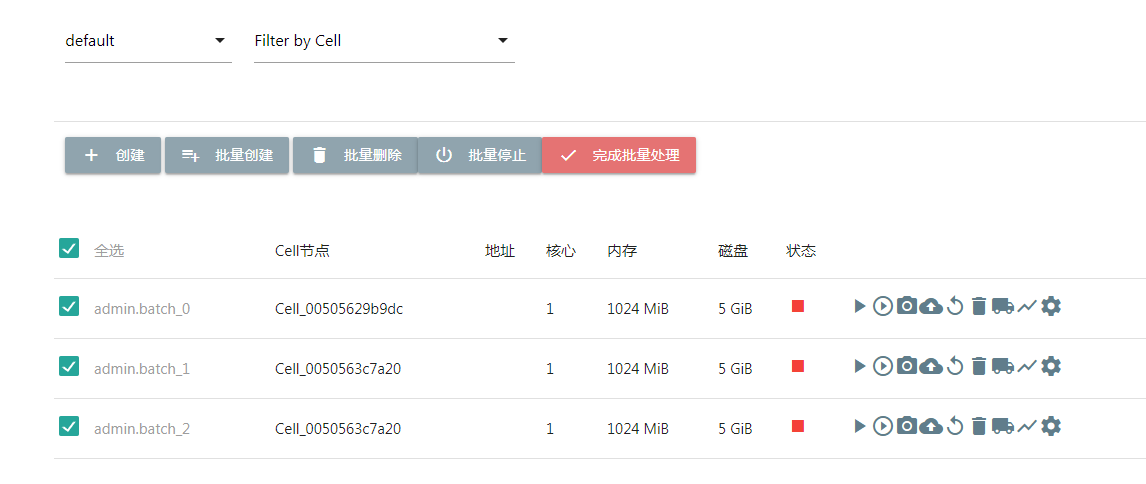 default Filter by Cell
创建 批量创建 批量删除 批量停止 完成批量处理
全选 Cell节点 地址 核心 内存 磁盘 状态
admin.batch_0 Cell_00505629b9dc 1 1024 MiB 5 GiB
admin.batch_1 Cell_0050563c7a20 1 1024 MiB 5 GiB
admin.batch_2 Cell_0050563c7a20 1 1024 MiB 5 GiB